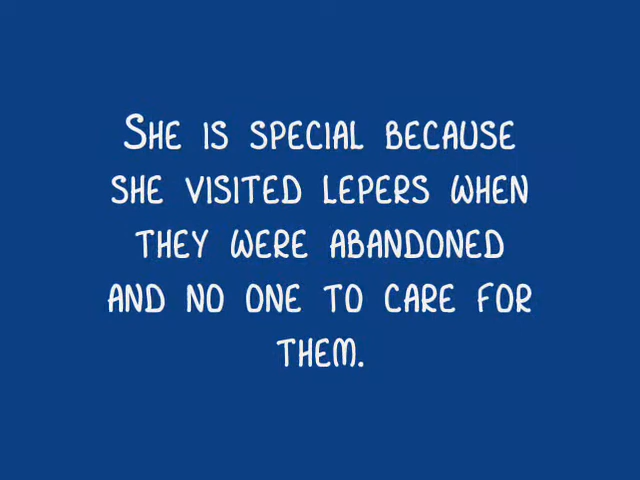 She is special because
she visited lepers when
they were abandoned
and no one to care for
them.